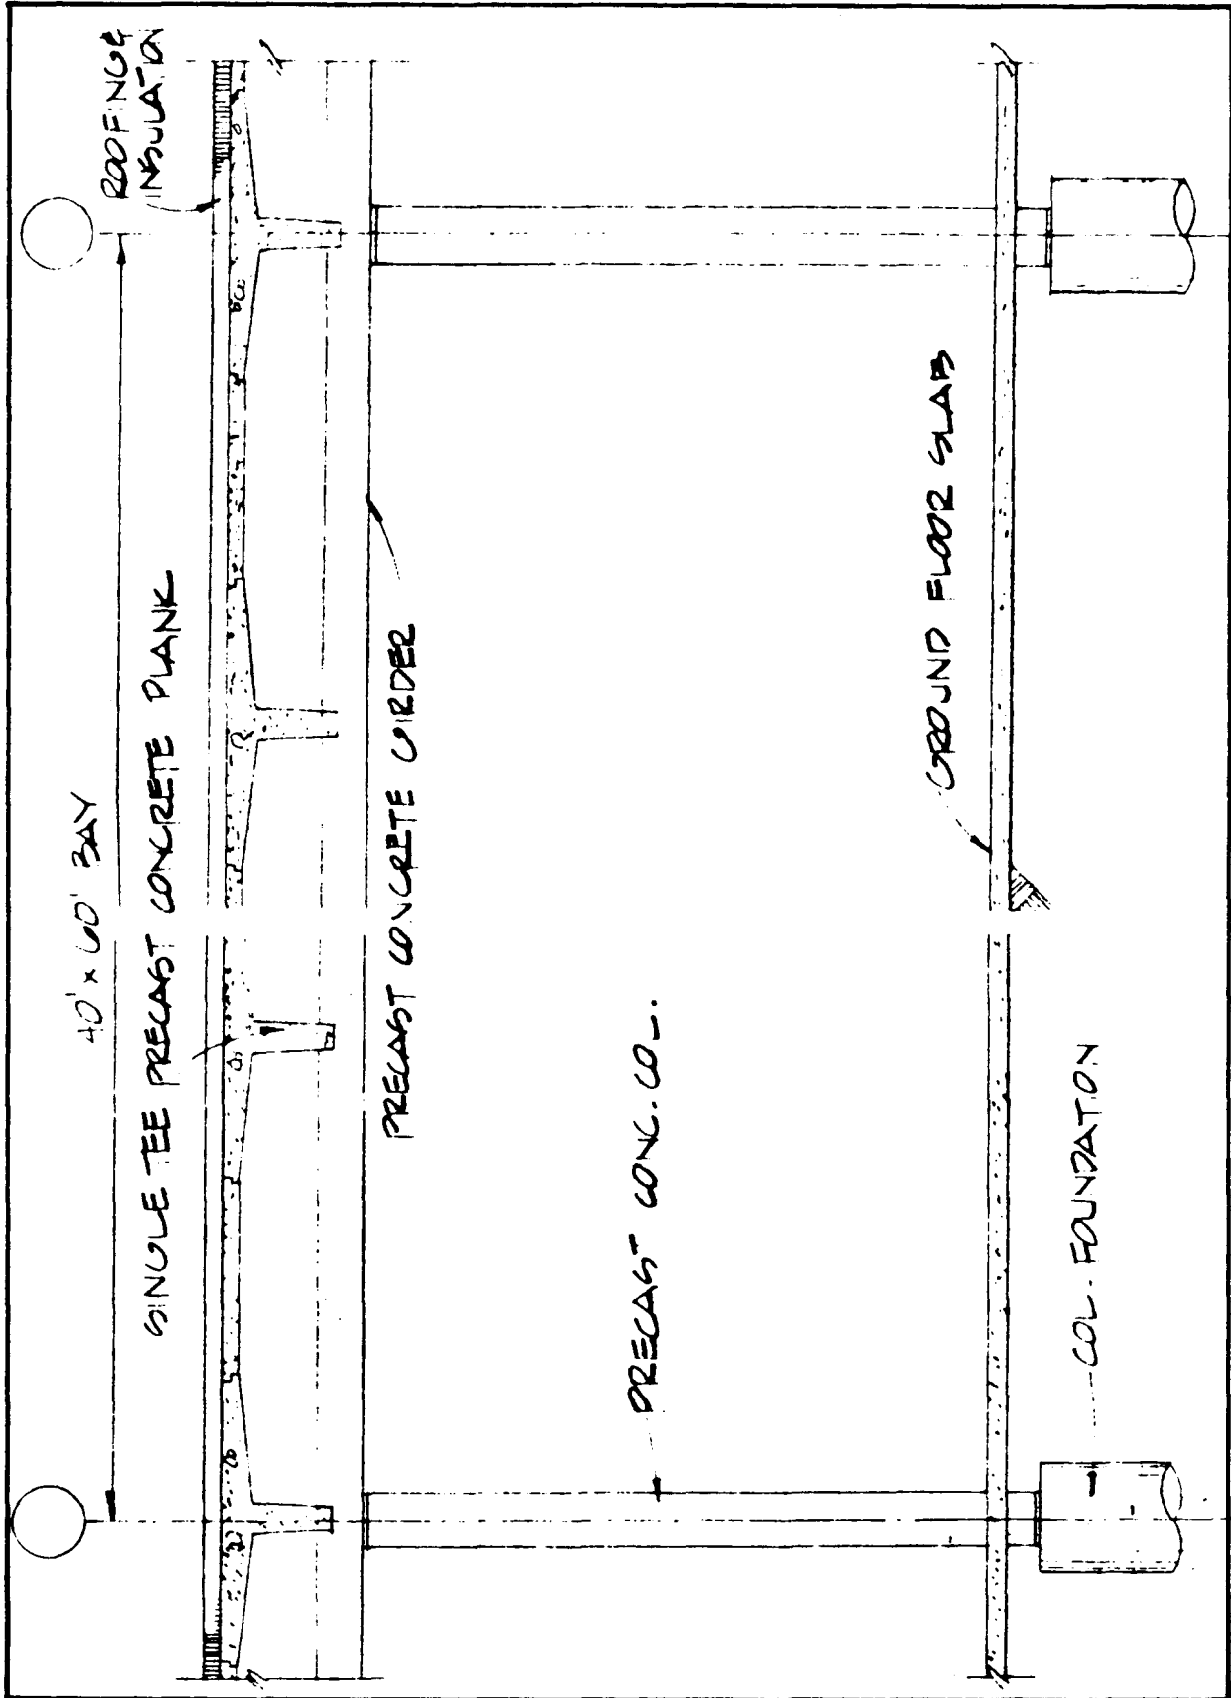 40' x 60' BAY
ROOFING &
INSULATION
SINGLE TEE PRECAST CONCRETE PLANK
PRECAST CONCRETE GIRDER
PRECAST CONC. COL.
GROUND FLOOR SLAB
COL. FOUNDATION